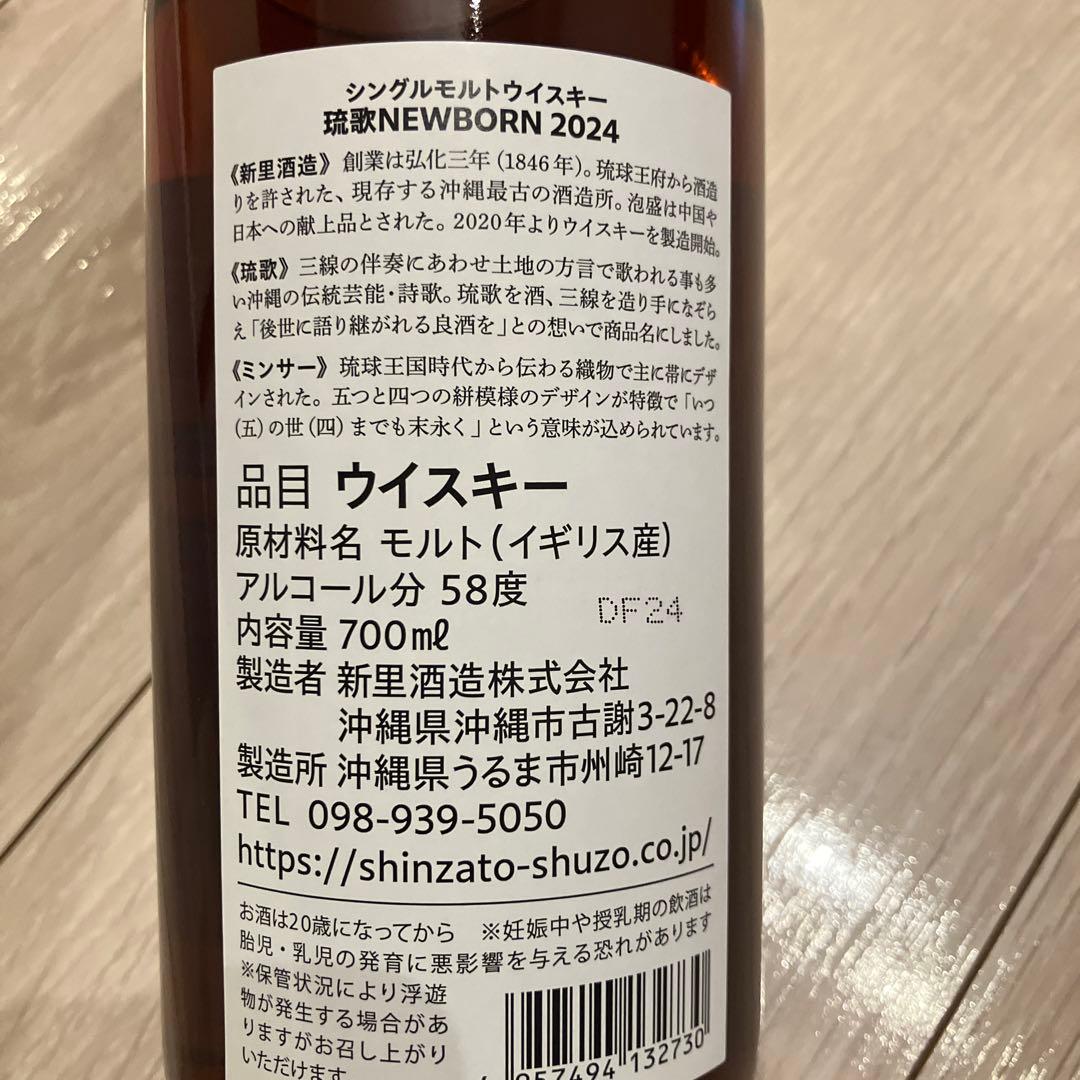 シングルモルトウイスキー
琉歌NEWBORN 2024
《新里酒造》創業は弘化三年（1846年）。琉球王府から酒造
りを許された、現存する沖縄最古の酒造所。泡盛は中国や
日本への献上品とされた。2020年よりウイスキーを製造開始。
《琉歌》三線の伴奏にあわせ土地の方言で歌われる事も多
い沖縄の伝統芸能・詩歌。琉歌を酒、三線を造り手になぞら
え「後世に語り継がれる良酒を」との想いで商品名にしました。
《ミンサー》琉球王国時代から伝わる織物で主に帯にデザ
インされた。五つと四つの絣模様のデザインが特徴で「いつ
（五）の世（四）までも末永く」という意味が込められています。
品目 ウイスキー
原材料名 モルト（イギリス産）
アルコール分 58度
DF24
内容量 700㎖
製造者 新里酒造株式会社
沖縄県沖縄市古謝3-22-8
製造所 沖縄県うるま市州崎12-17
TEL 098-939-5050
https://shinzato-shuzo.co.jp/
お酒は20歳になってから ※妊娠中や授乳期の飲酒は
胎児・乳児の発育に悪影響を与える恐れがあります
※保管状況により浮遊
物が発生する場合があ
りますがお召し上がり
いただけます
957494 132730